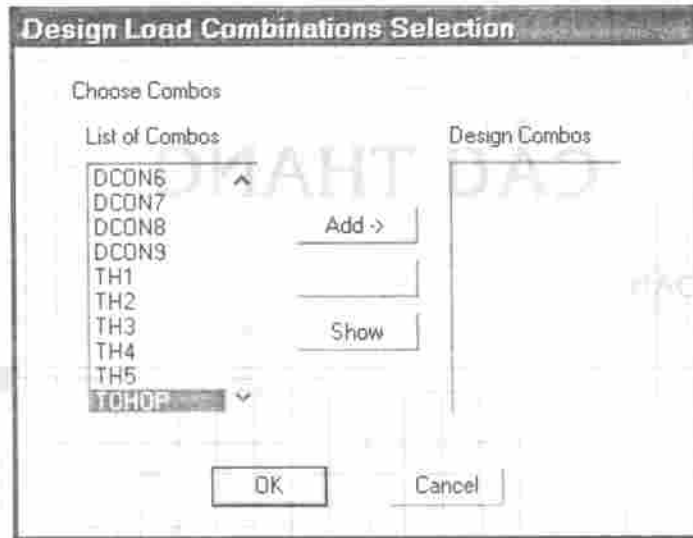 Design Load Combinations Selection
Choose Combos
List of Combos
Design Combos
DCON6
DCON7
DCON8
DCON9
TH1
TH2
TH3
TH4
TH5
TOHOP
Add ->
Show
OK
Cancel